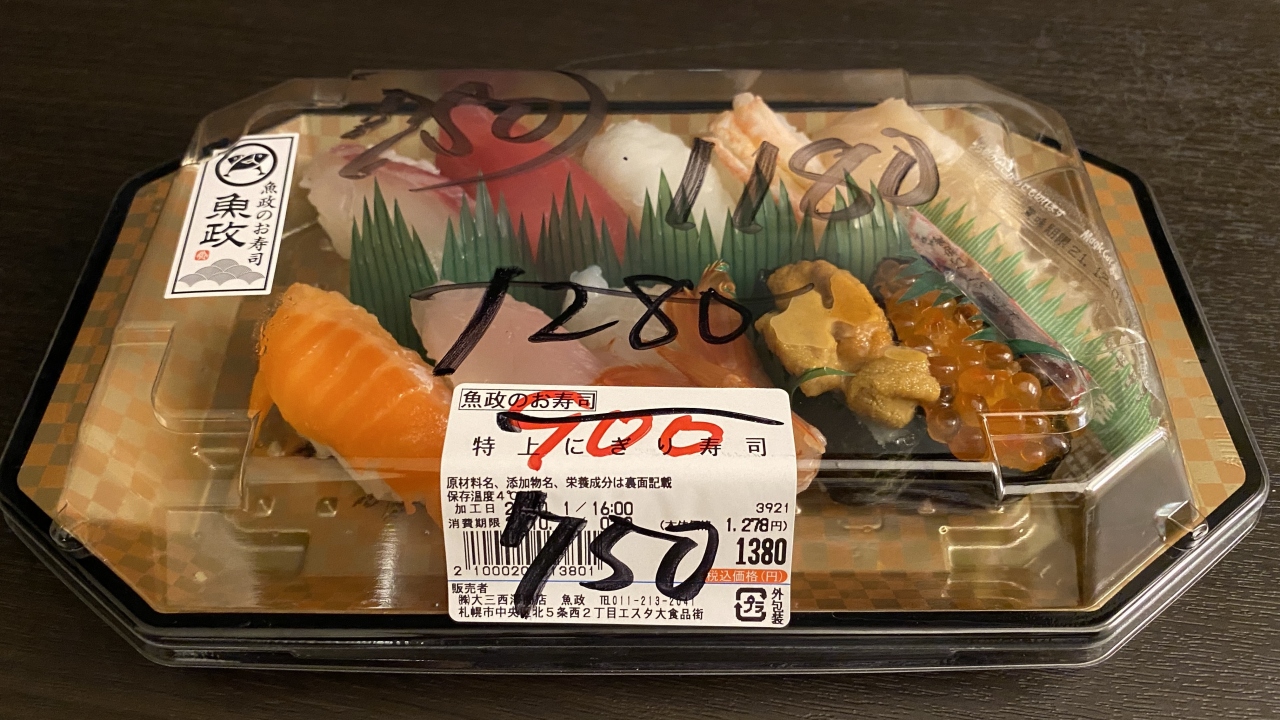 950
1180
魚政のお寿司
魚政
1280
魚政のお寿司
900
特上にぎり寿司
原材料名、添加物名、栄養成分は裏面記載
保存温度4℃
加工日 1/16:00
3921
消費期限
1,278円)
1380
税込価格(円)
750
販売者
魚政 TEL011-213-
札幌市中央区北5条西2丁目エスタ大食品街
プラ
外包装